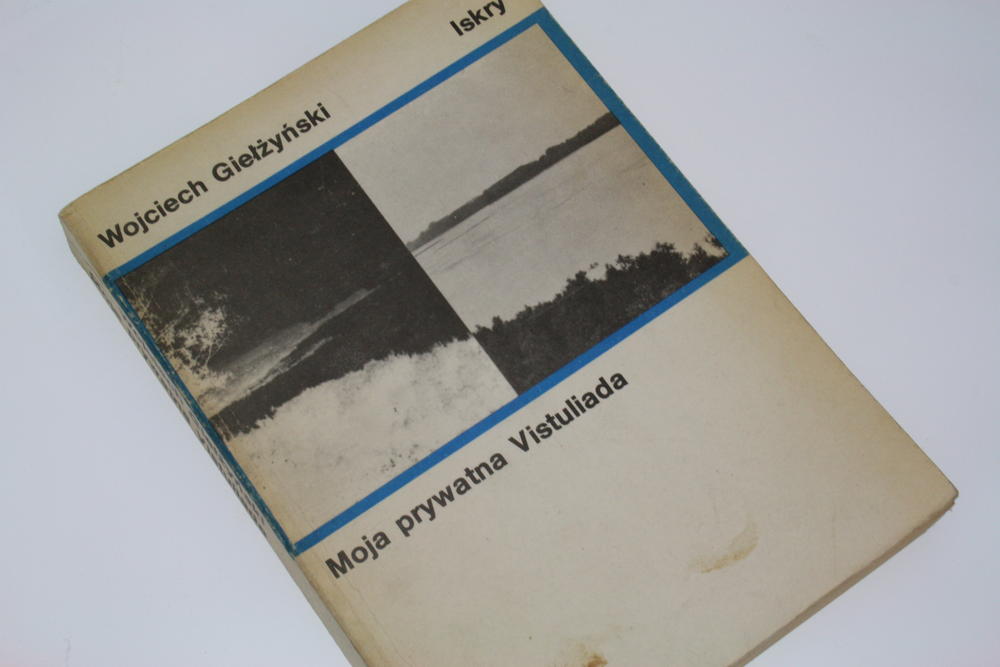 Iskry
Wojciech Giełżyński
Moja prywatna Vistuliada